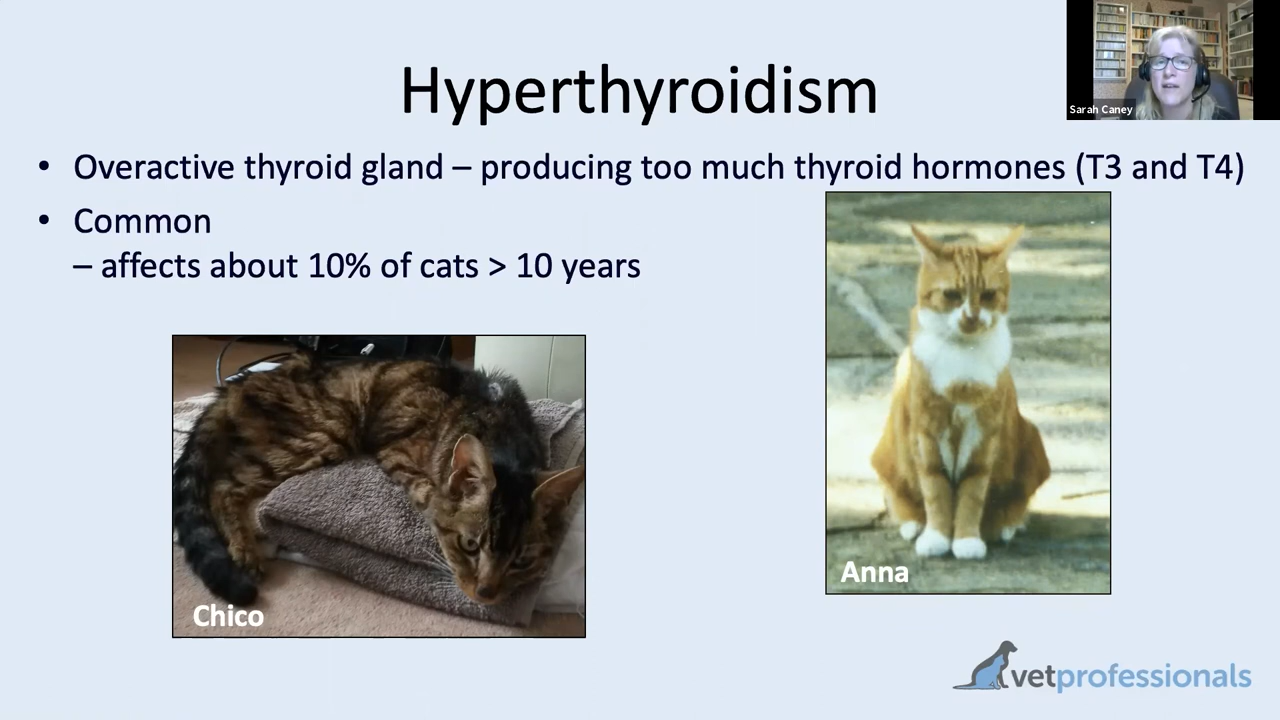 Hyperthyroidism
Sarah Caney
• Overactive thyroid gland – producing too much thyroid hormones (T3 and T4)
• Common
– affects about 10% of cats > 10 years
Chico
Anna
vetprofessionals